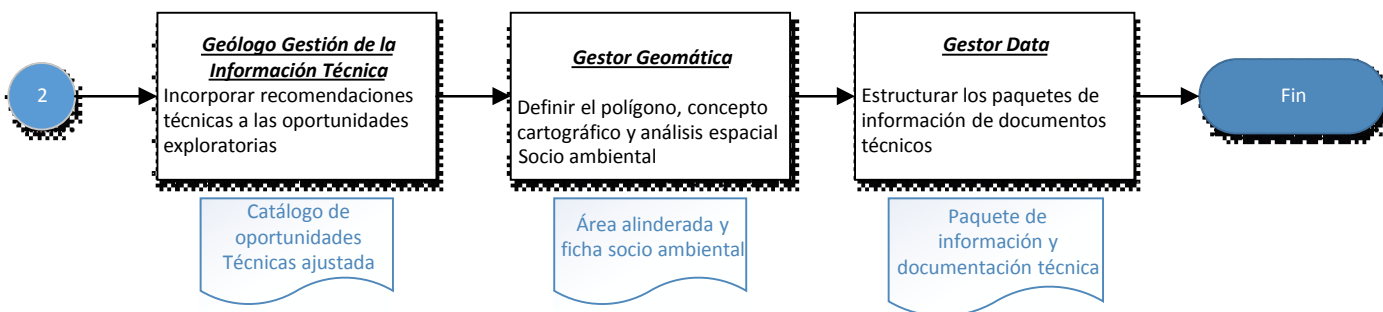 2
Geólogo Gestión de la
Información Técnica
Incorporar recomendaciones
técnicas a las oportunidades
exploratorias
Catálogo de
oportunidades
Técnicas ajustada
Gestor Geomática
Definir el polígono, concepto
cartográfico y análisis espacial
Socio ambiental
Área alinderada y
ficha socio ambiental
Gestor Data
Estructurar los paquetes de
información de documentos
técnicos
Paquete de
información y
documentación técnica
Fin